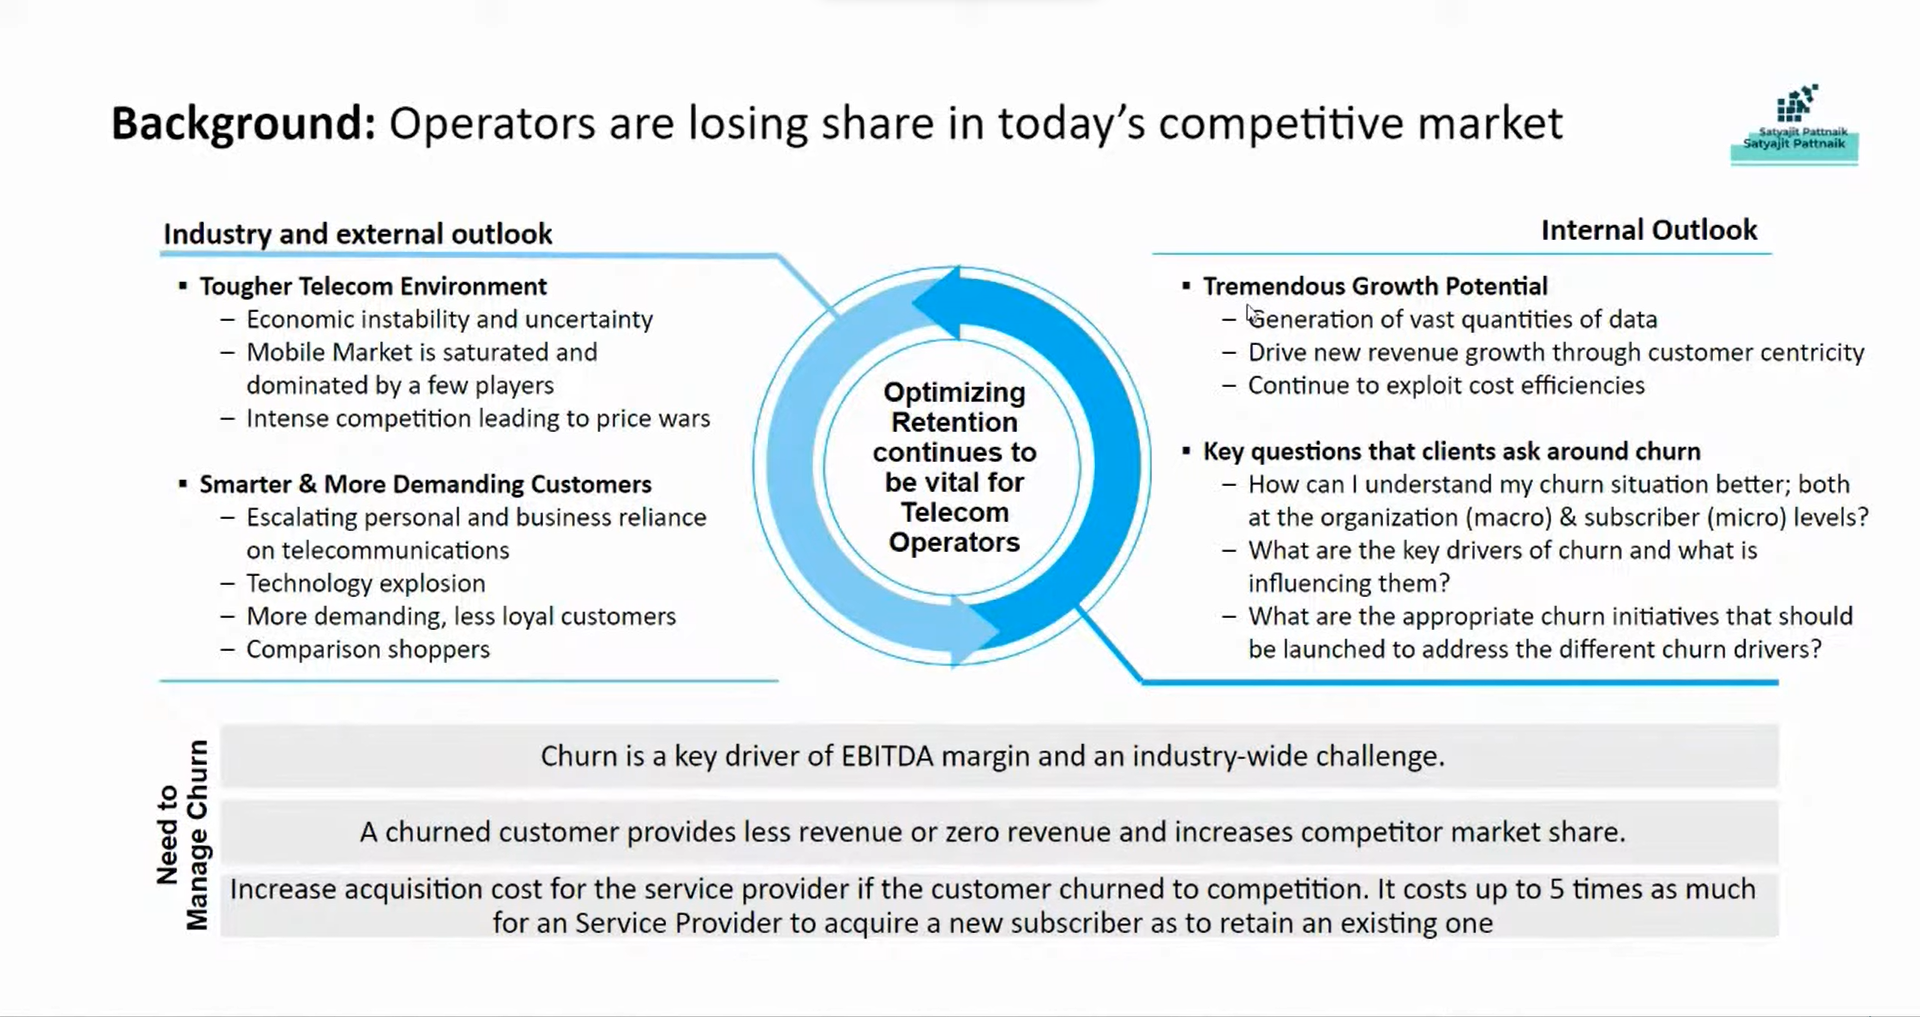 Background: Operators are losing share in today's competitive market
Satyajit Pattnaik
Satyajit Pattnaik
Industry and external outlook
▪ Tougher Telecom Environment
– Economic instability and uncertainty
– Mobile Market is saturated and
dominated by a few players
– Intense competition leading to price wars
▪ Smarter & More Demanding Customers
– Escalating personal and business reliance
on telecommunications
– Technology explosion
– More demanding, less loyal customers
– Comparison shoppers
Optimizing
Retention
continues to
be vital for
Telecom
Operators
Internal Outlook
▪ Tremendous Growth Potential
– Generation of vast quantities of data
– Drive new revenue growth through customer centricity
– Continue to exploit cost efficiencies
▪ Key questions that clients ask around churn
– How can I understand my churn situation better; both
at the organization (macro) & subscriber (micro) levels?
– What are the key drivers of churn and what is
influencing them?
– What are the appropriate churn initiatives that should
be launched to address the different churn drivers?
Need to
Manage Churn
Churn is a key driver of EBITDA margin and an industry-wide challenge.
A churned customer provides less revenue or zero revenue and increases competitor market share.
Increase acquisition cost for the service provider if the customer churned to competition. It costs up to 5 times as much
for an Service Provider to acquire a new subscriber as to retain an existing one